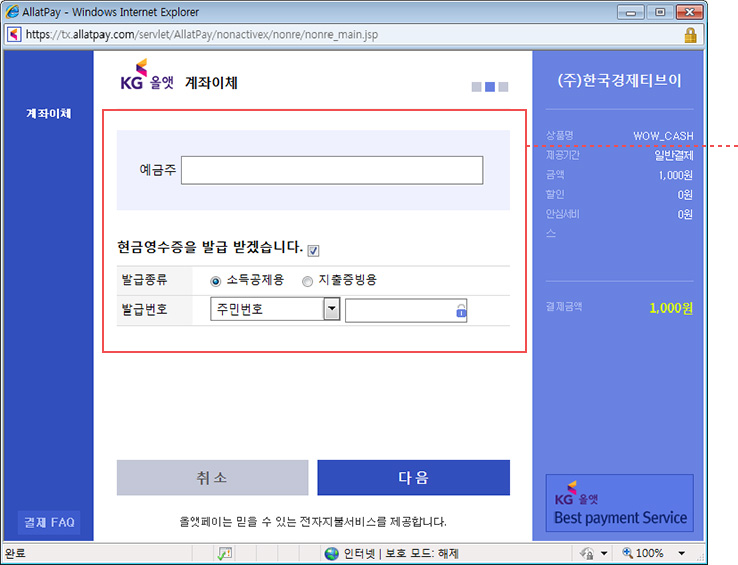 AllatPay - Windows Internet Explorer
https://tx.allatpay.com/servlet/AllatPay/nonactivex/nonre/nonre_main.jsp
계좌이체
결제 FAQ
KG 올앳 계좌이체
예금주
현금영수증을 발급 받겠습니다.
발급종류 소득공제용 지출증빙용
발급번호 주민번호
취소 다음
올앳페이는 믿을 수 있는 전자지불서비스를 제공합니다.
(주)한국경제티브이
상품명 WOW_CASH
제공기간 일반결제
금액 1,000원
할인 0원
안심서비 0원
스
결제금액 1,000원
KG 올앳
Best payment Service
완료 인터넷 | 보호 모드: 해제 100%